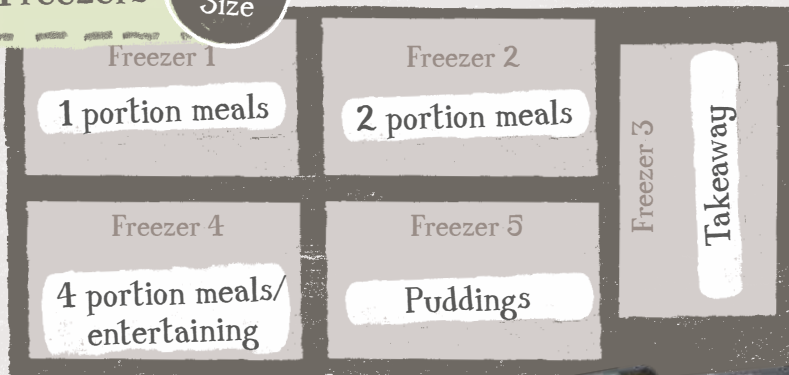 Freezers
Size
Freezer 1
1 portion meals
Freezer 2
2 portion meals
Freezer 3
Takeaway
Freezer 4
4 portion meals/
entertaining
Freezer 5
Puddings